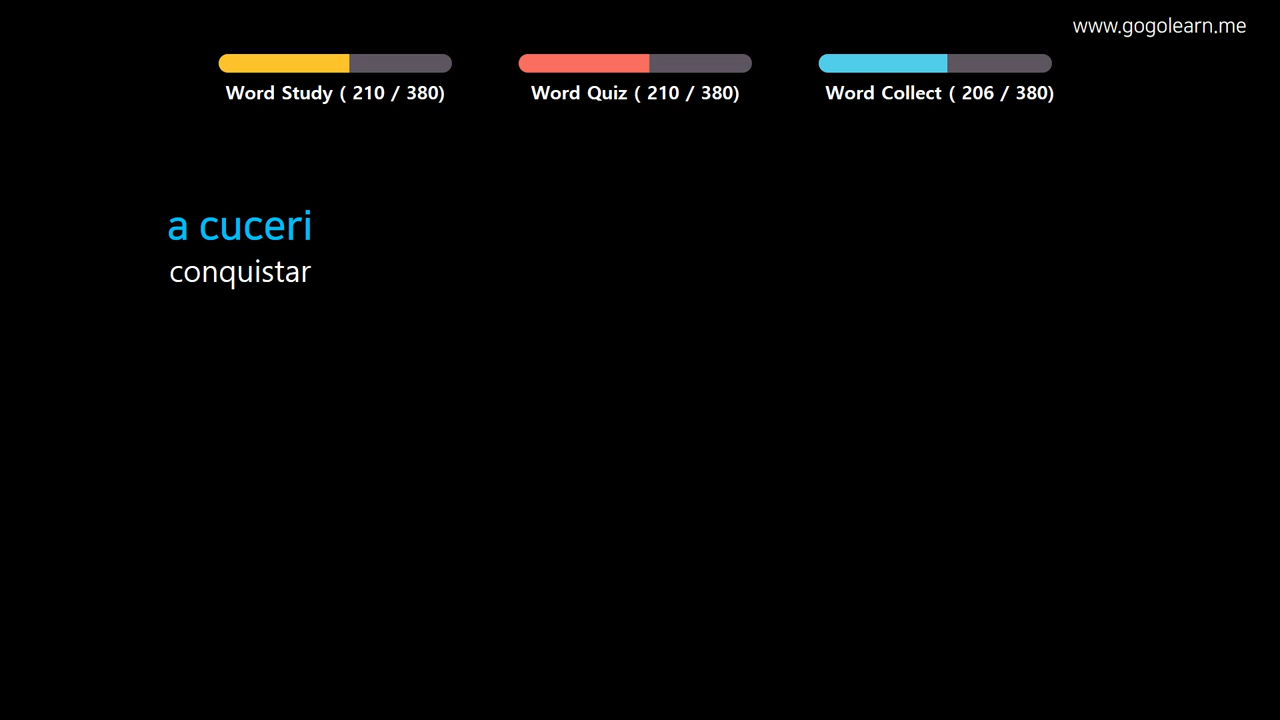 www.gogolearn.me
Word Study ( 210 / 380)
Word Quiz ( 210 / 380)
Word Collect ( 206 / 380)
a cuceri
conquistar